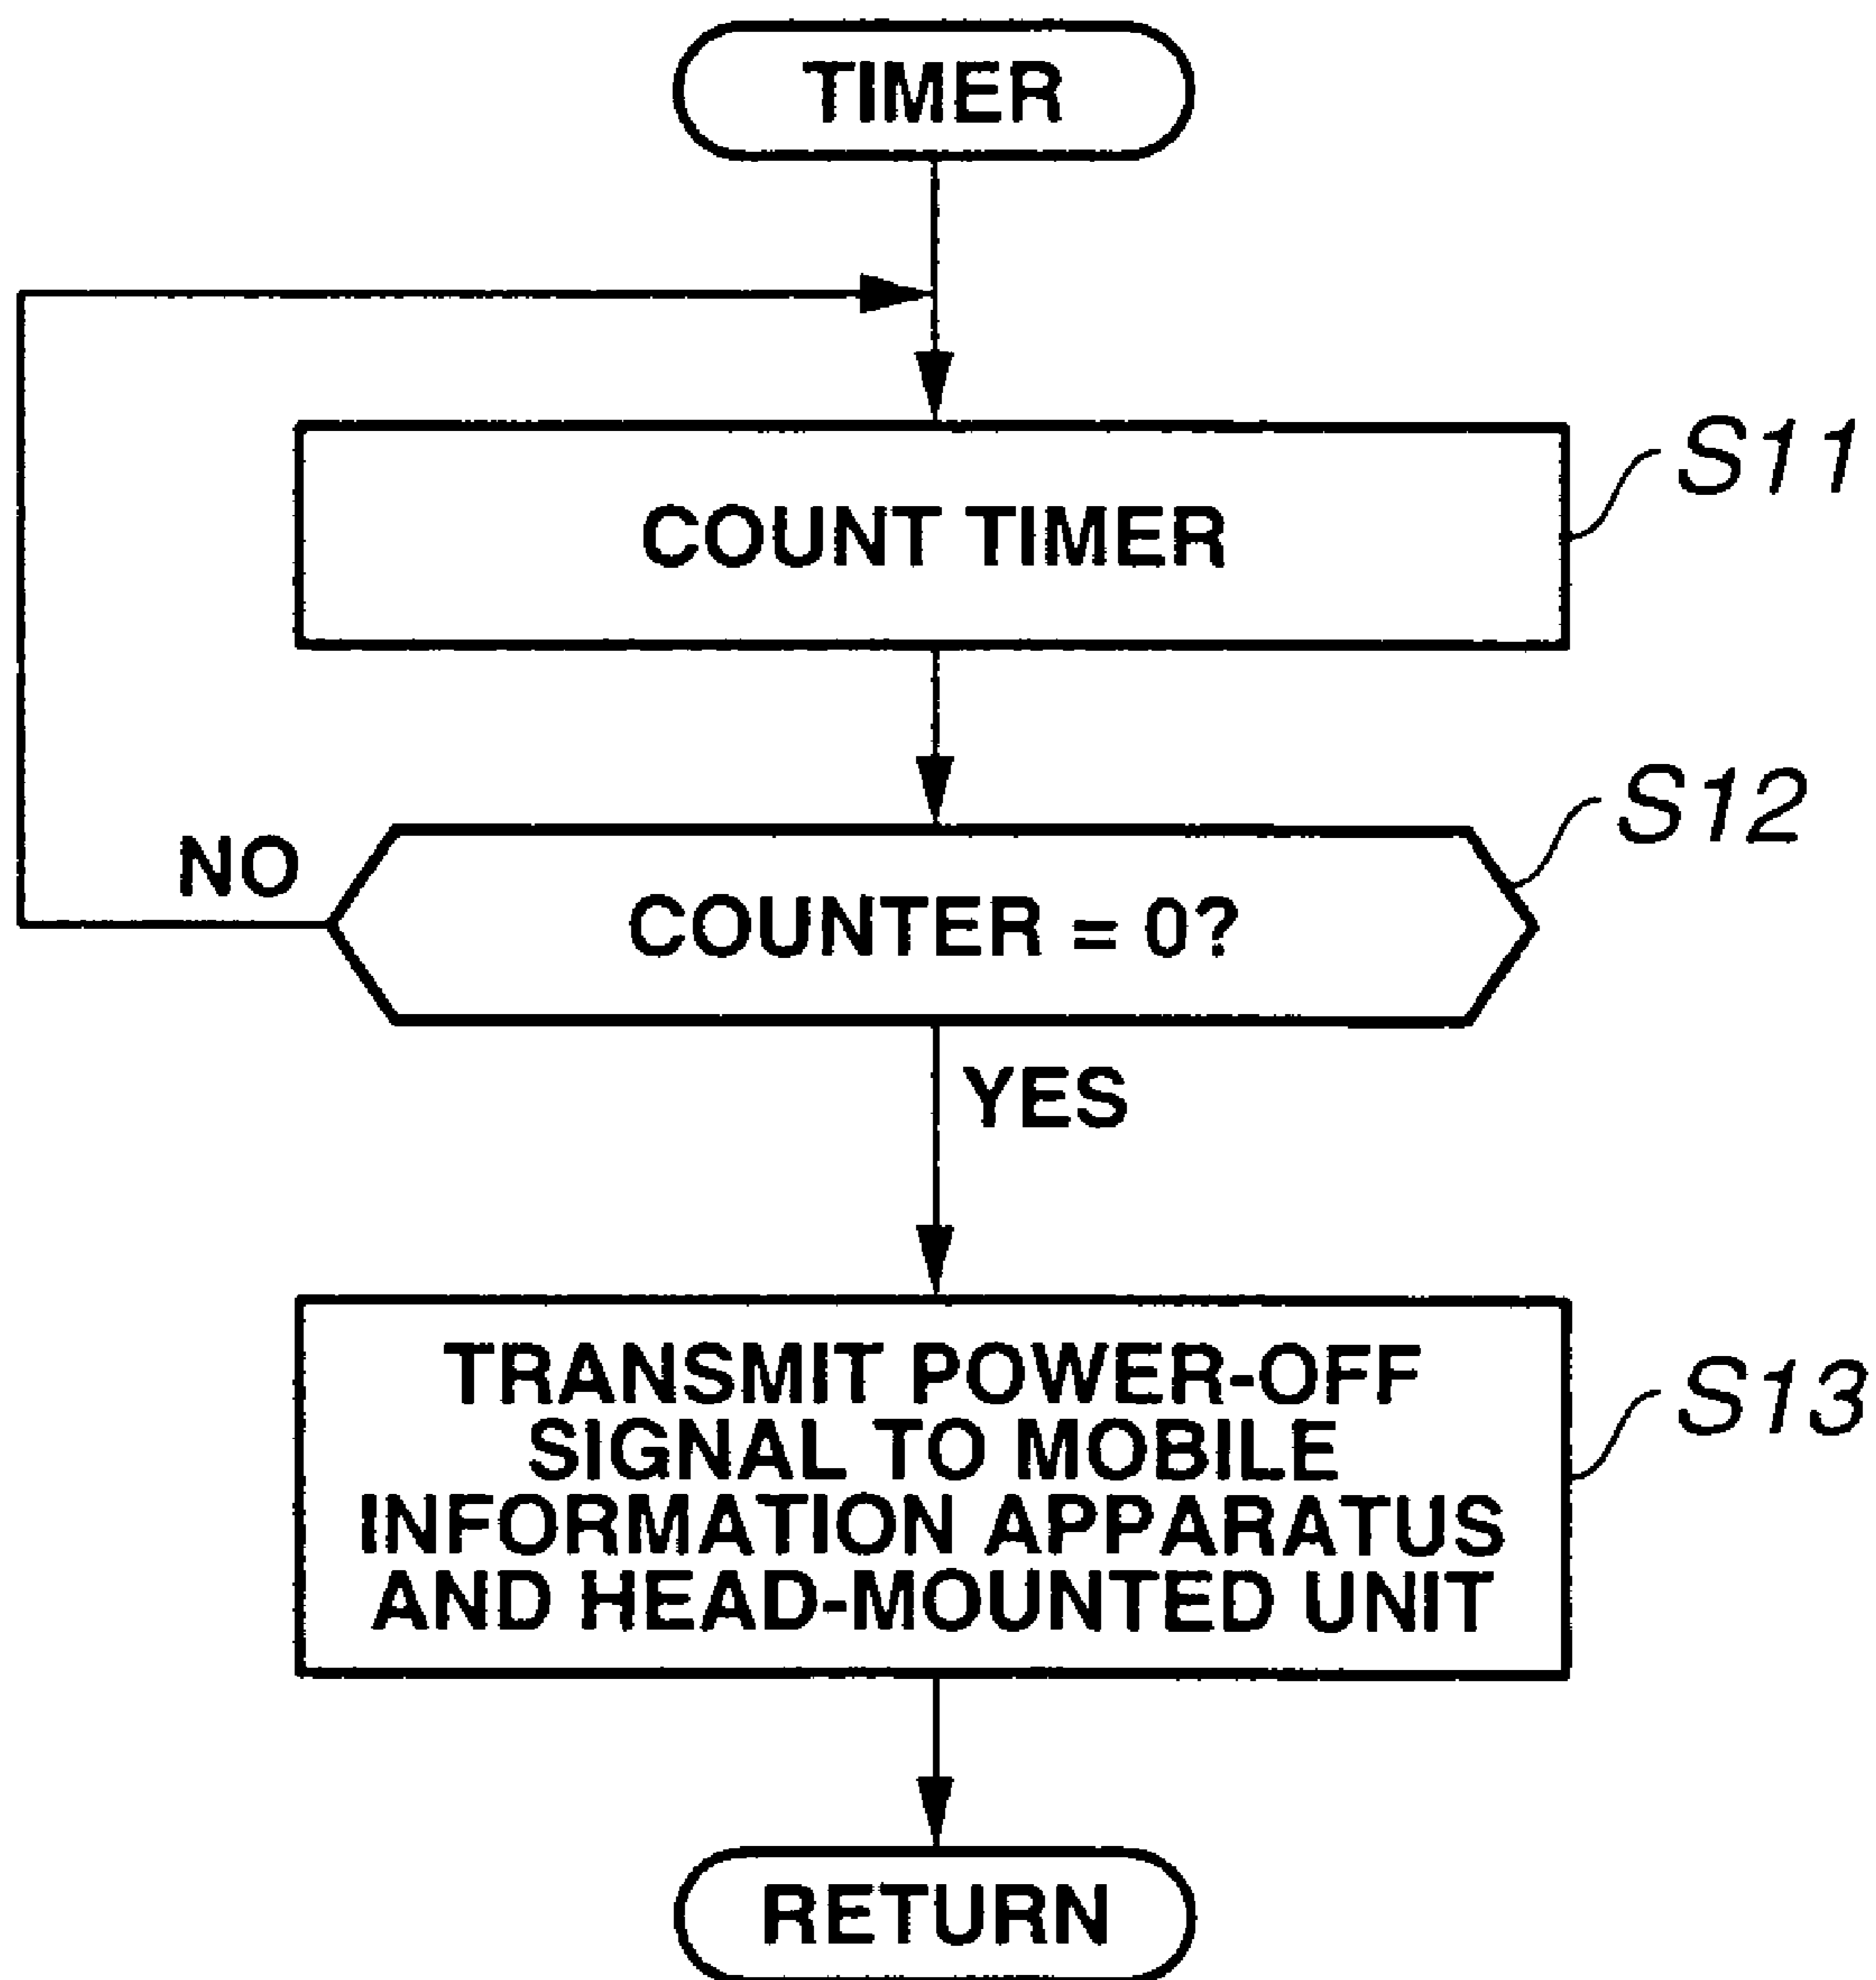 TIMER
S11
COUNT TIMER
S12
NO
COUNTER = 0?
YES
TRANSMIT POWER-OFF
SIGNAL TO MOBILE
INFORMATION APPARATUS
AND HEAD-MOUNTED UNIT
S13
RETURN